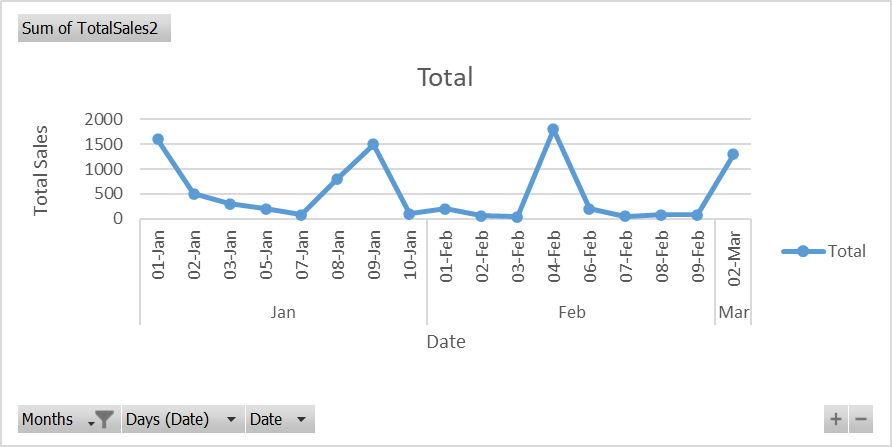 Sum of TotalSales2
Total
Total Sales
2000
1500
1000
500
0
01-Jan
02-Jan
03-Jan
05-Jan
07-Jan
08-Jan
09-Jan
10-Jan
01-Feb
02-Feb
03-Feb
04-Feb
06-Feb
07-Feb
08-Feb
09-Feb
02-Mar
Jan
Feb
Mar
Date
Total
Months
Days (Date)
Date
+
−